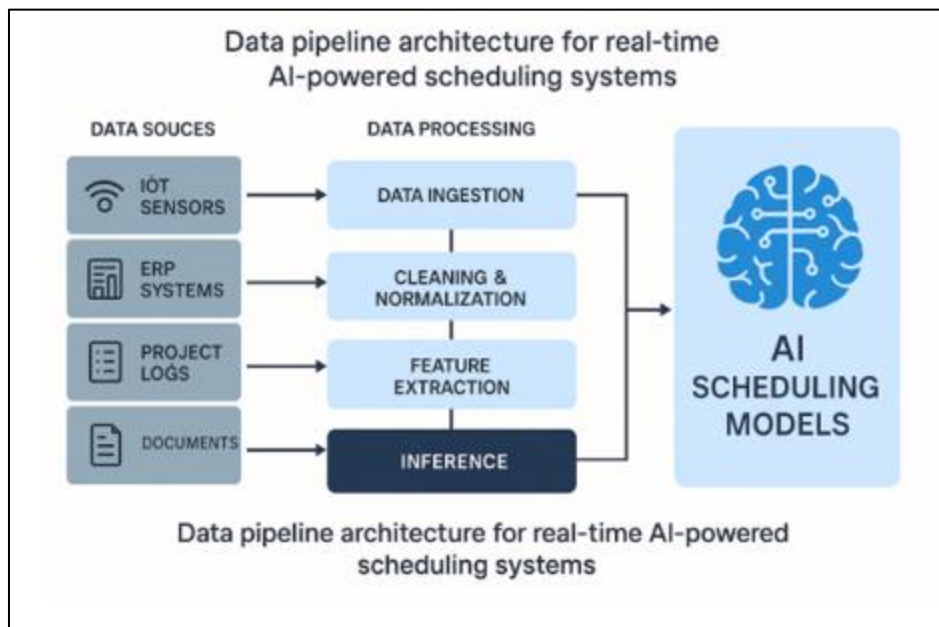 Data pipeline architecture for real-time
AI-powered scheduling systems
DATA SOUCES
IÓT
SENSORS
ERP
SYSTEMS
PROJECT
LOĠS
DOCUMENTS
DATA PROCESSING
DATA INGESTION
CLEANING &
NORMALIZATION
FEATURE
EXTRACTION
INFERENCE
AI
SCHEDULING
MODELS
Data pipeline architecture for real-time AI-powered
scheduling systems